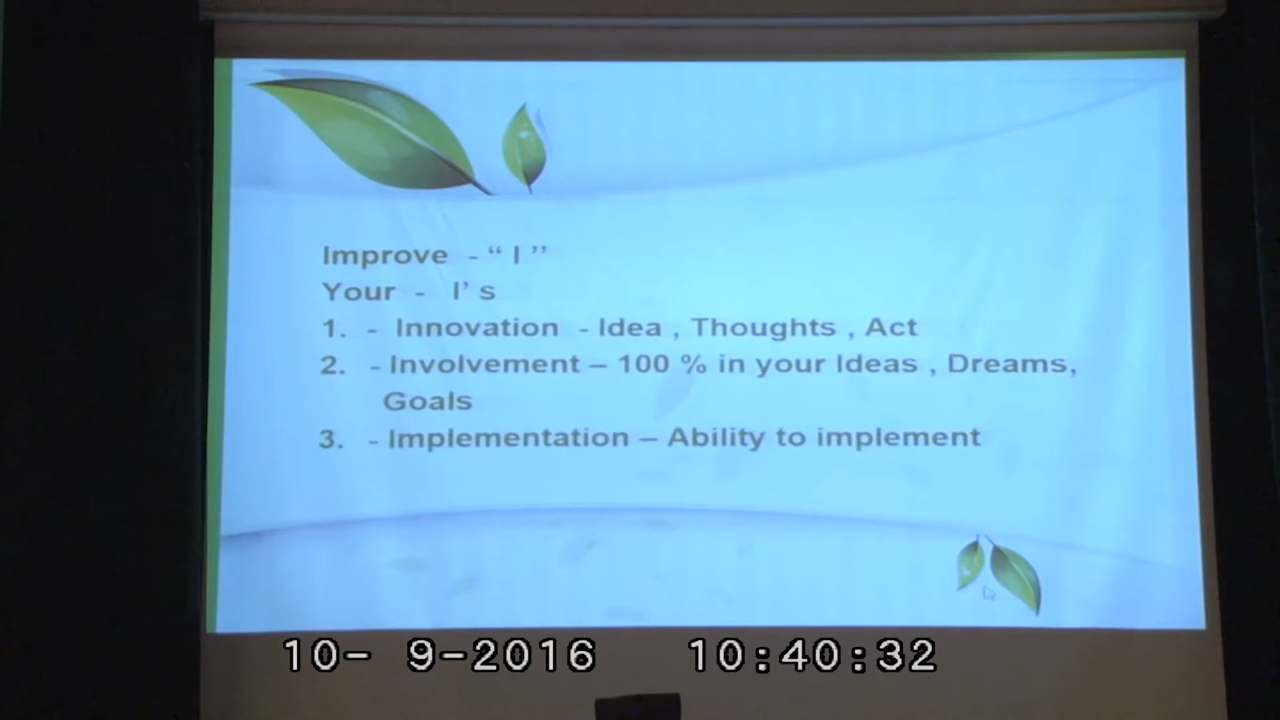 Improve - “ I ”
Your - I’ s
1. - Innovation - Idea , Thoughts , Act
2. - Involvement – 100 % in your Ideas , Dreams,
Goals
3. - Implementation – Ability to implement
10- 9-2016 10:40:32